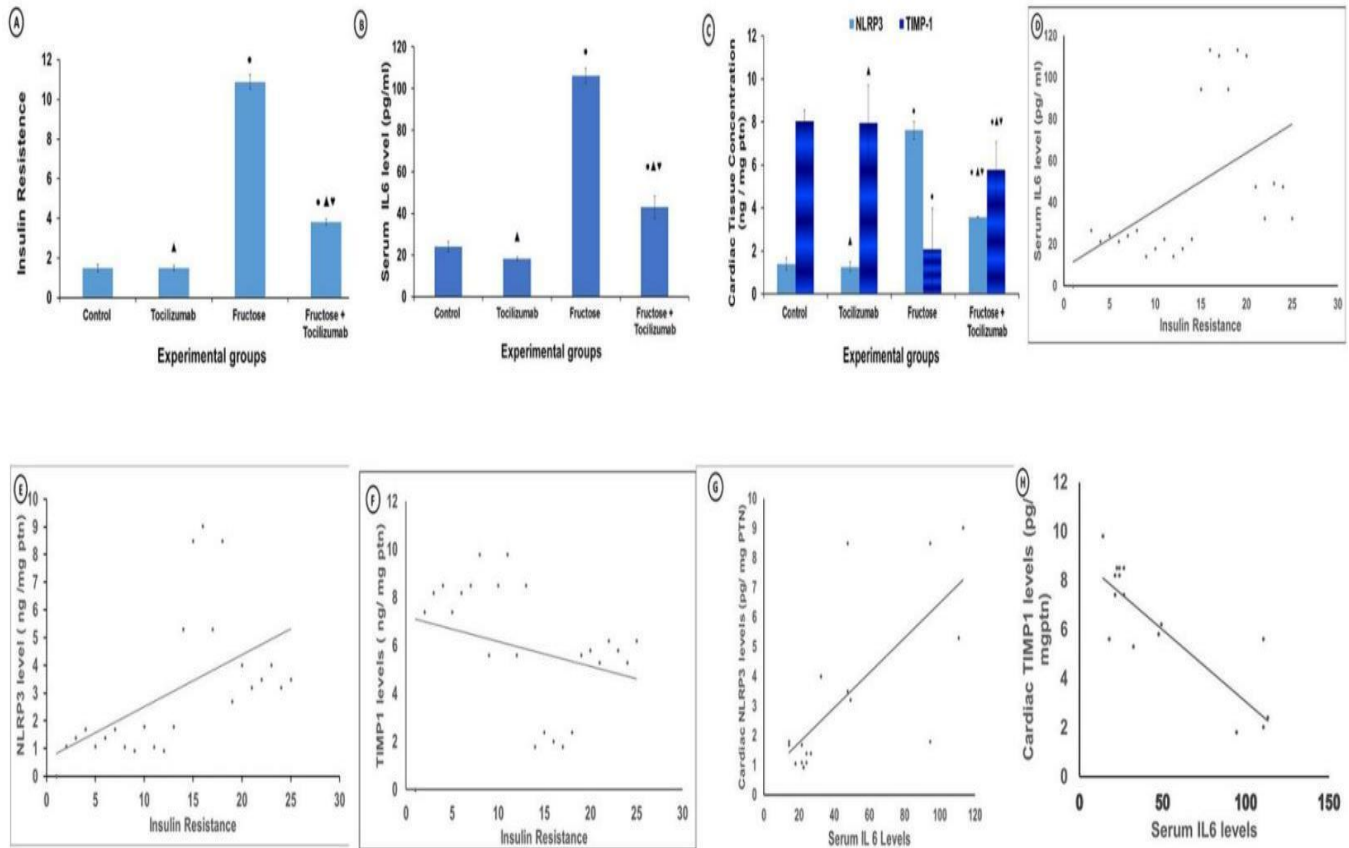 A
Insulin Resistence
12
10
8
6
4
2
0
Control
Tocilizumab
Fructose
Fructose +
Tocilizumab
Experimental groups
B
Serum IL6 level (pg/ml)
120
100
80
60
40
20
0
Control
Tocilizumab
Fructose
Fructose +
Tocilizumab
Experimental groups
C
NLRP3 TIMP-1
Cardiac Tissue Concentration
(ng / mg ptn)
12
10
8
6
4
2
0
Control
Tocilizumab
Fructose
Fructose +
Tocilizumab
Experimental groups
D
Serum IL6 level (pg/ ml)
120
100
80
60
40
20
0
0 5 10 15 20 25 30
Insulin Resistance
E
NLRP3 level ( ng /mg ptn)
10
9
8
7
6
5
4
3
2
1
0
0 5 10 15 20 25 30
Insulin Resistance
F
TIMP1 levels ( ng/ mg ptn)
12
10
8
6
4
2
0
0 5 10 15 20 25 30
Insulin Resistance
G
Cardiac NLRP3 levels (pg/ mg PTN)
10
9
8
7
6
5
4
3
2
1
0
0 20 40 60 80 100 120
Serum IL 6 Levels
H
Cardiac TIMP1 levels (pg/
mgptn)
12
10
8
6
4
2
0
0 50 100 150
Serum IL6 levels